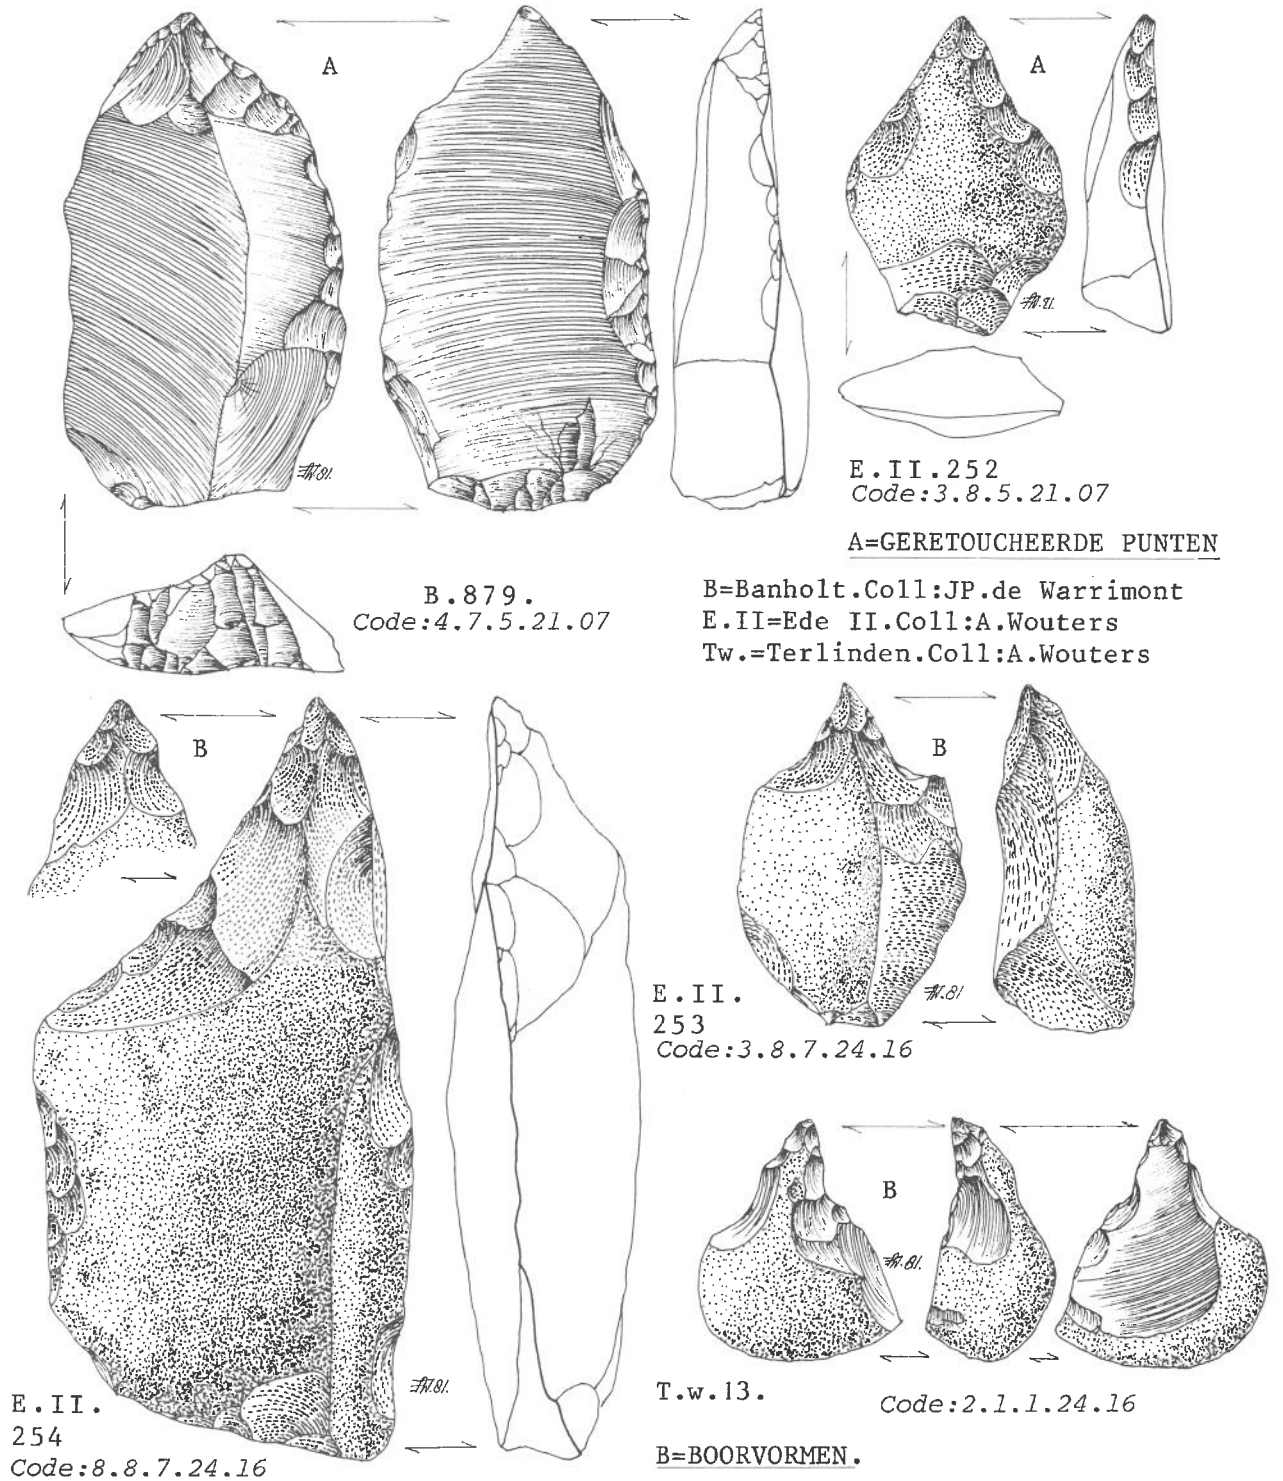 A
A
E.II.252
Code:3.8.5.21.07
A=GERETOUCHEERDE PUNTEN
B.879.
Code:4.7.5.21.07
B=Banholt.Coll:JP.de Warrimont
E.II=Ede II.Coll:A.Wouters
Tw.=Terlinden.Coll:A.Wouters
B
B
E.II.
253
Code:3.8.7.24.16
B
T.w.13.
Code:2.1.1.24.16
E.II.
254
Code:8.8.7.24.16
B=BOORVORMEN.